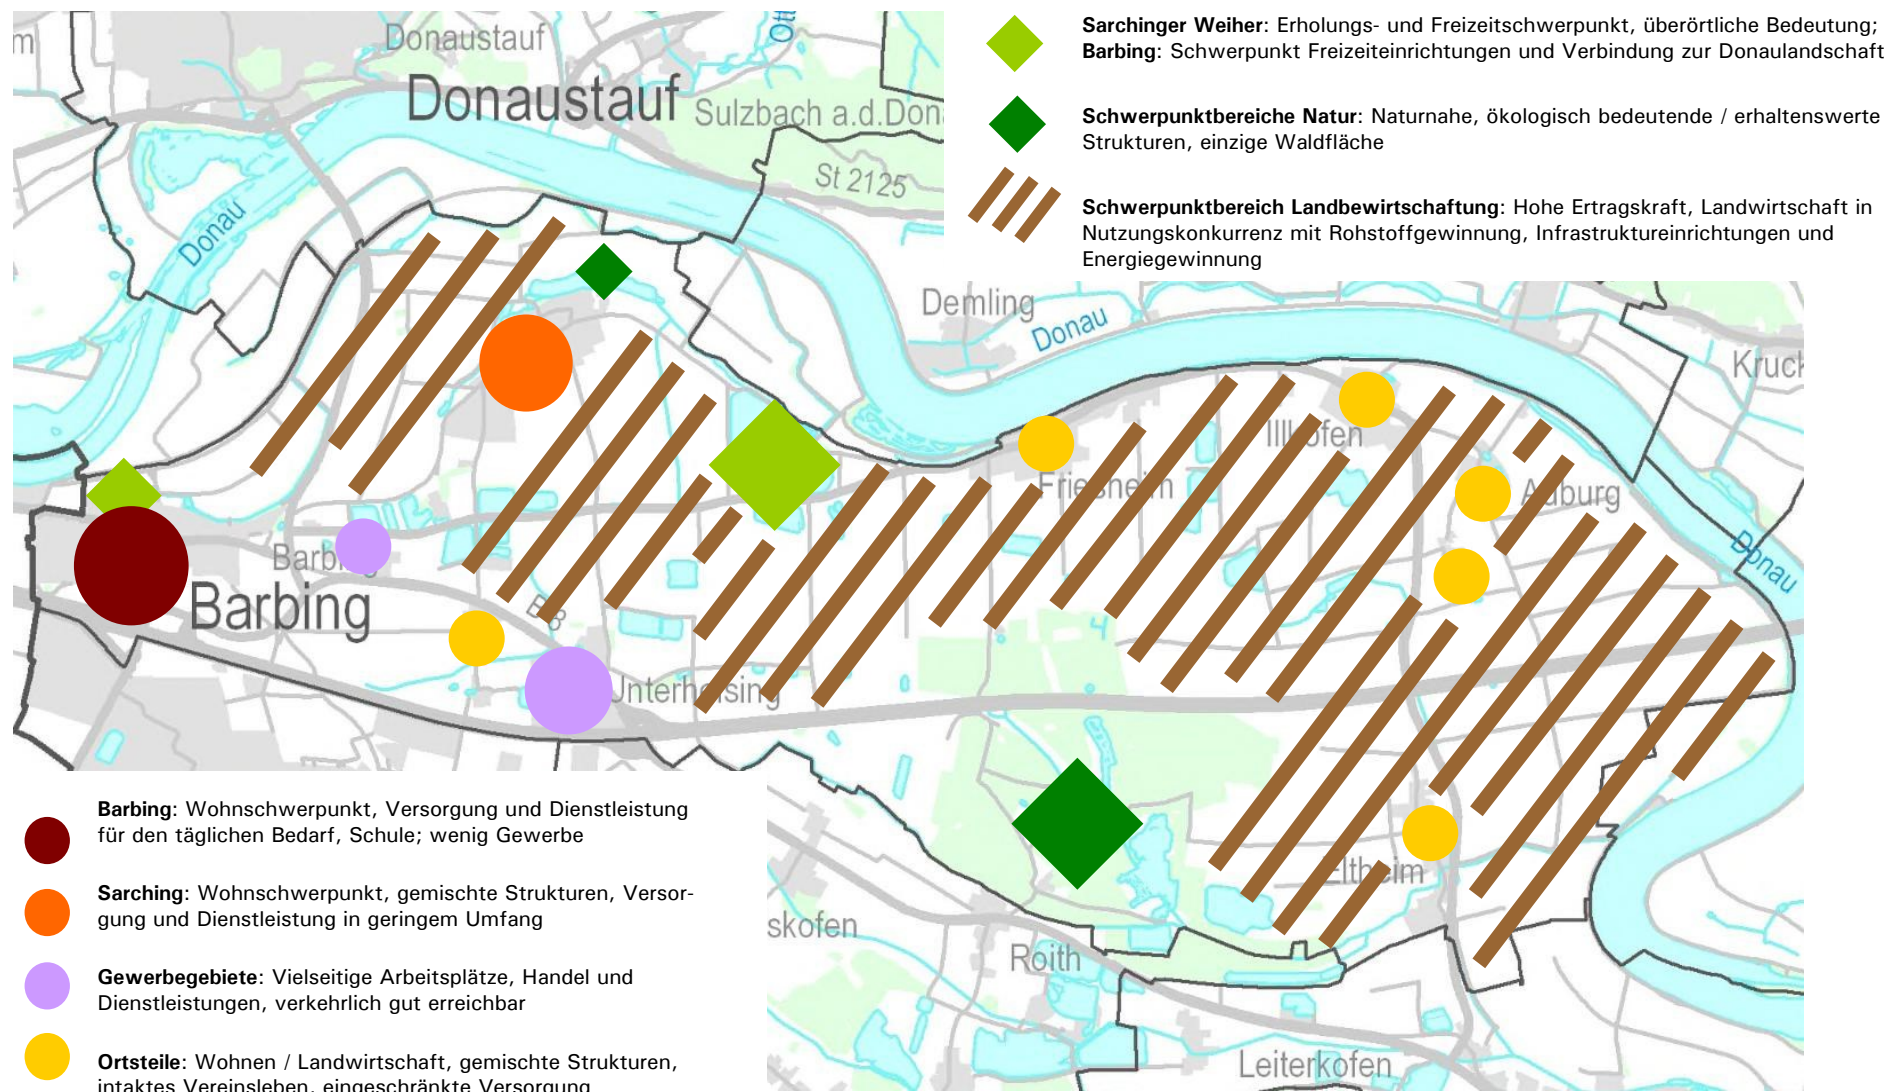 Sarchinger Weiher: Erholungs- und Freizeitschwerpunkt, überörtliche Bedeutung;
Barbing: Schwerpunkt Freizeiteinrichtungen und Verbindung zur Donaulandschaft
Schwerpunktbereiche Natur: Naturnahe, ökologisch bedeutende / erhaltenswerte
Strukturen, einzige Waldfläche
Schwerpunktbereich Landbewirtschaftung: Hohe Ertragskraft, Landwirtschaft in
Nutzungskonkurrenz mit Rohstoffgewinnung, Infrastruktureinrichtungen und
Energiegewinnung
Donaustauf
Donaustauf
Sulzbach a.d.Don
St 2125
Donau
Demling
Donau
Kruck
Illkofen
Friesheim
Auburg
Donau
Barbing
Barbing
B 8
Unterheising
Eltheim
skofen
Roith
Leiterkofen
Barbing: Wohnschwerpunkt, Versorgung und Dienstleistung
für den täglichen Bedarf, Schule; wenig Gewerbe
Sarching: Wohnschwerpunkt, gemischte Strukturen, Versor-
gung und Dienstleistung in geringem Umfang
Gewerbegebiete: Vielseitige Arbeitsplätze, Handel und
Dienstleistungen, verkehrlich gut erreichbar
Ortsteile: Wohnen / Landwirtschaft, gemischte Strukturen,
intaktes Vereinsleben, eingeschränkte Versorgung